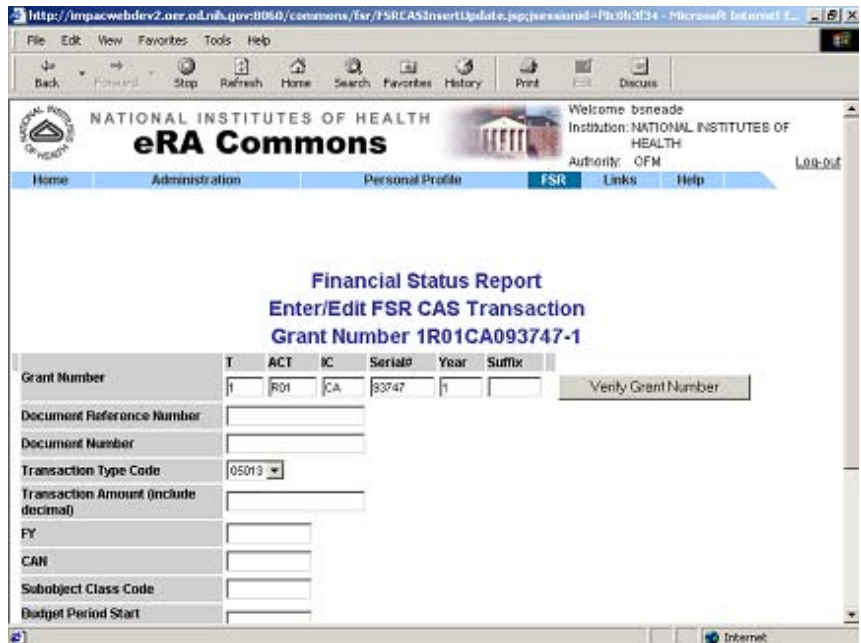 http://impacwebdev2.oer.od.nih.gov:8060/commons/fsr/FSRCASInsertUpdate.jsp;jsessionid=f9c0b3f34 - Microsoft Internet E...
File Edit View Favorites Tools Help
Back Forward Stop Refresh Home Search Favorites History Print Edit Discuss
NATIONAL INSTITUTES OF HEALTH
eRA Commons
Welcome bsneade
Institution: NATIONAL INSTITUTES OF
HEALTH
Authority: OFM
Log-out
Home Administration Personal Profile FSR Links Help
Financial Status Report
Enter/Edit FSR CAS Transaction
Grant Number 1R01CA093747-1
T ACT IC Serial# Year Suffix
Grant Number 1 R01 CA 93747 1 Verify Grant Number
Document Reference Number
Document Number
Transaction Type Code 05013
Transaction Amount (include
decimal)
FY
CAN
Subobject Class Code
Budget Period Start
Internet